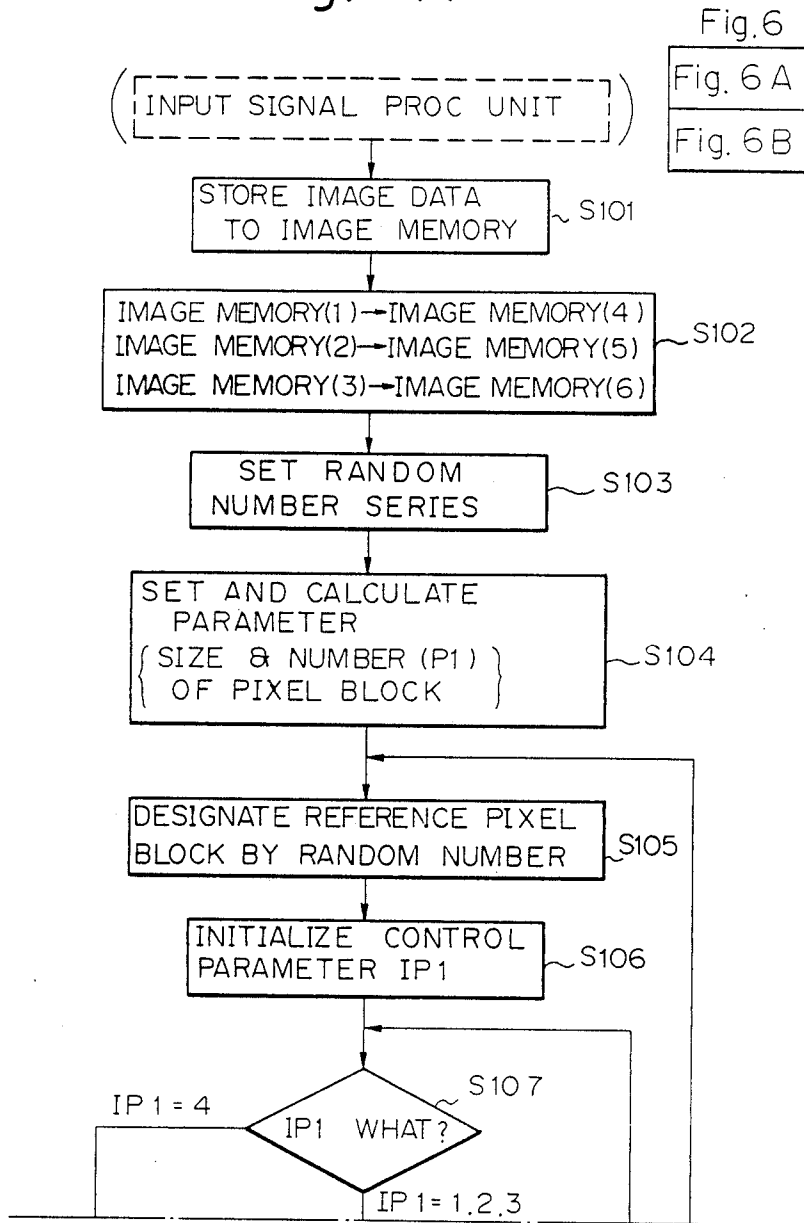 Fig.6
Fig. 6A
Fig. 6B
INPUT SIGNAL PROC UNIT
STORE IMAGE DATA
TO IMAGE MEMORY
S101
IMAGE MEMORY(1)→IMAGE MEMORY(4)
IMAGE MEMORY(2)→IMAGE MEMORY(5)
IMAGE MEMORY(3)→IMAGE MEMORY(6)
S102
SET RANDOM
NUMBER SERIES
S103
SET AND CALCULATE
PARAMETER
{ SIZE & NUMBER (P1) }
OF PIXEL BLOCK
S104
DESIGNATE REFERENCE PIXEL
BLOCK BY RANDOM NUMBER
S105
INITIALIZE CONTROL
PARAMETER IP1
S106
S107
IP1 = 4
IP1 WHAT?
IP1 = 1.2.3